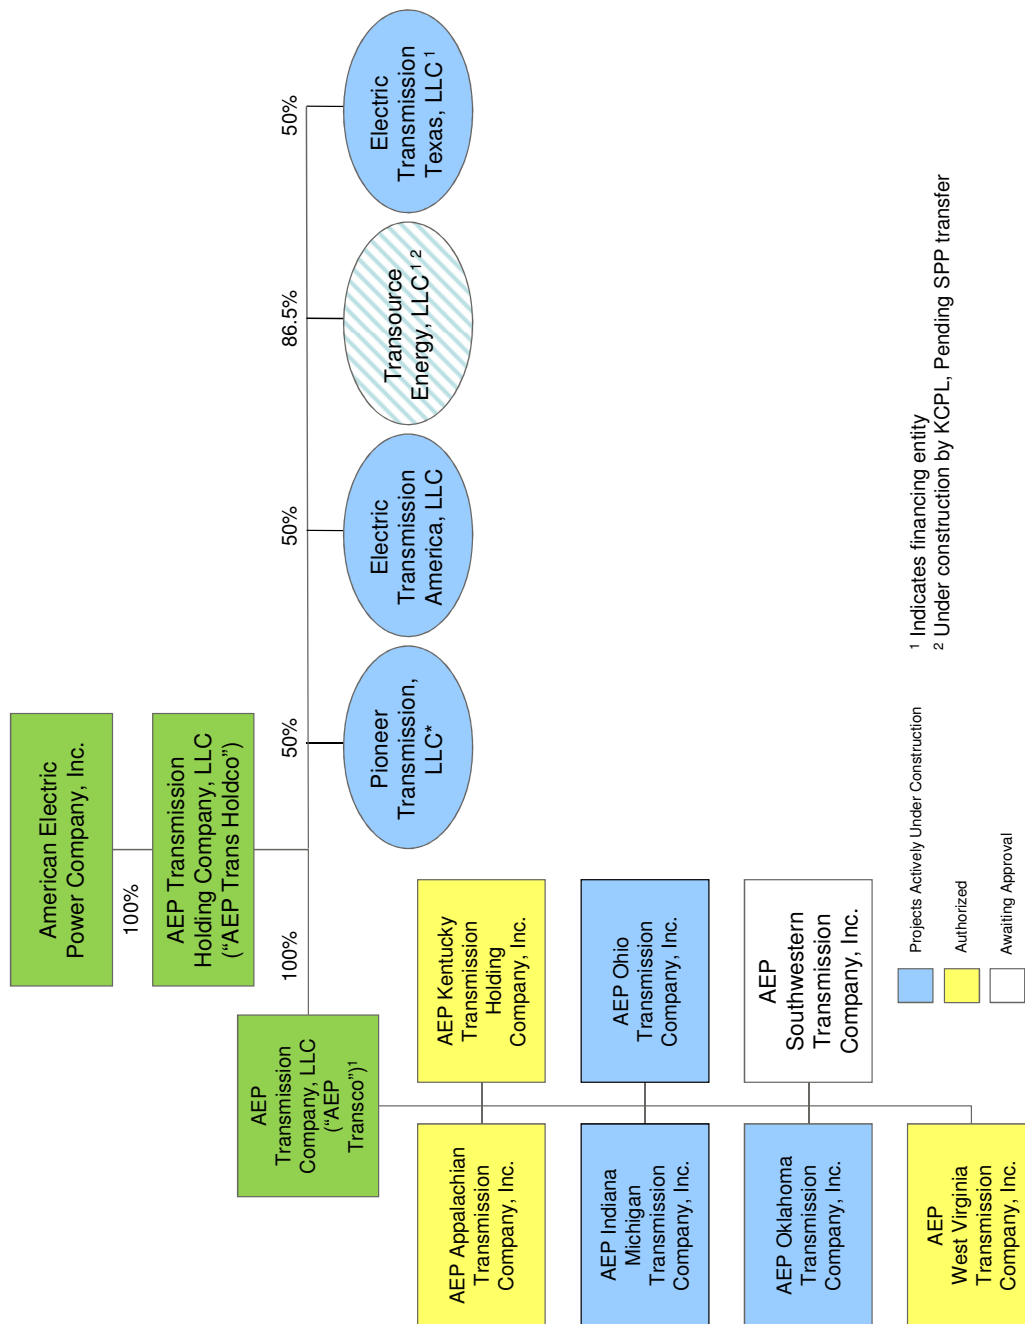 American Electric
Power Company, Inc.
100%
AEP Transmission
Holding Company, LLC
(“AEP Trans Holdco”)
100%
50%
50%
86.5%
50%
AEP
Transmission
Company, LLC
(“AEP
Transco”)¹
Pioneer
Transmission,
LLC*
Electric
Transmission
America, LLC
Transource
Energy, LLC¹ ²
Electric
Transmission
Texas, LLC¹
AEP Appalachian
Transmission
Company, Inc.
AEP Kentucky
Transmission
Holding
Company, Inc.
AEP Indiana
Michigan
Transmission
Company, Inc.
AEP Ohio
Transmission
Company, Inc.
AEP Oklahoma
Transmission
Company, Inc.
AEP
Southwestern
Transmission
Company, Inc.
AEP
West Virginia
Transmission
Company, Inc.
Projects Actively Under Construction
Authorized
Awaiting Approval
¹ Indicates financing entity
² Under construction by KCPL, Pending SPP transfer